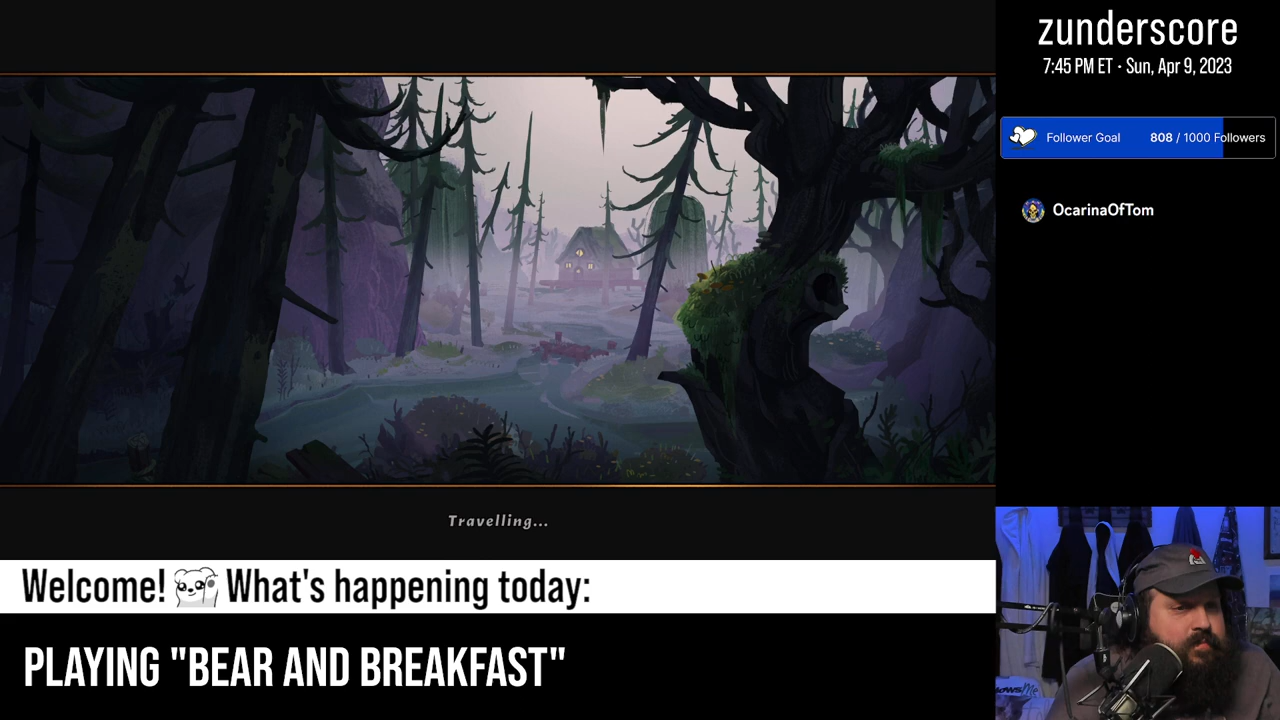 zunderscore
7:45 PM ET · Sun, Apr 9, 2023
Follower Goal 808 / 1000 Followers
OcarinaOfTom
Travelling...
Welcome! What's happening today:
PLAYING "BEAR AND BREAKFAST"